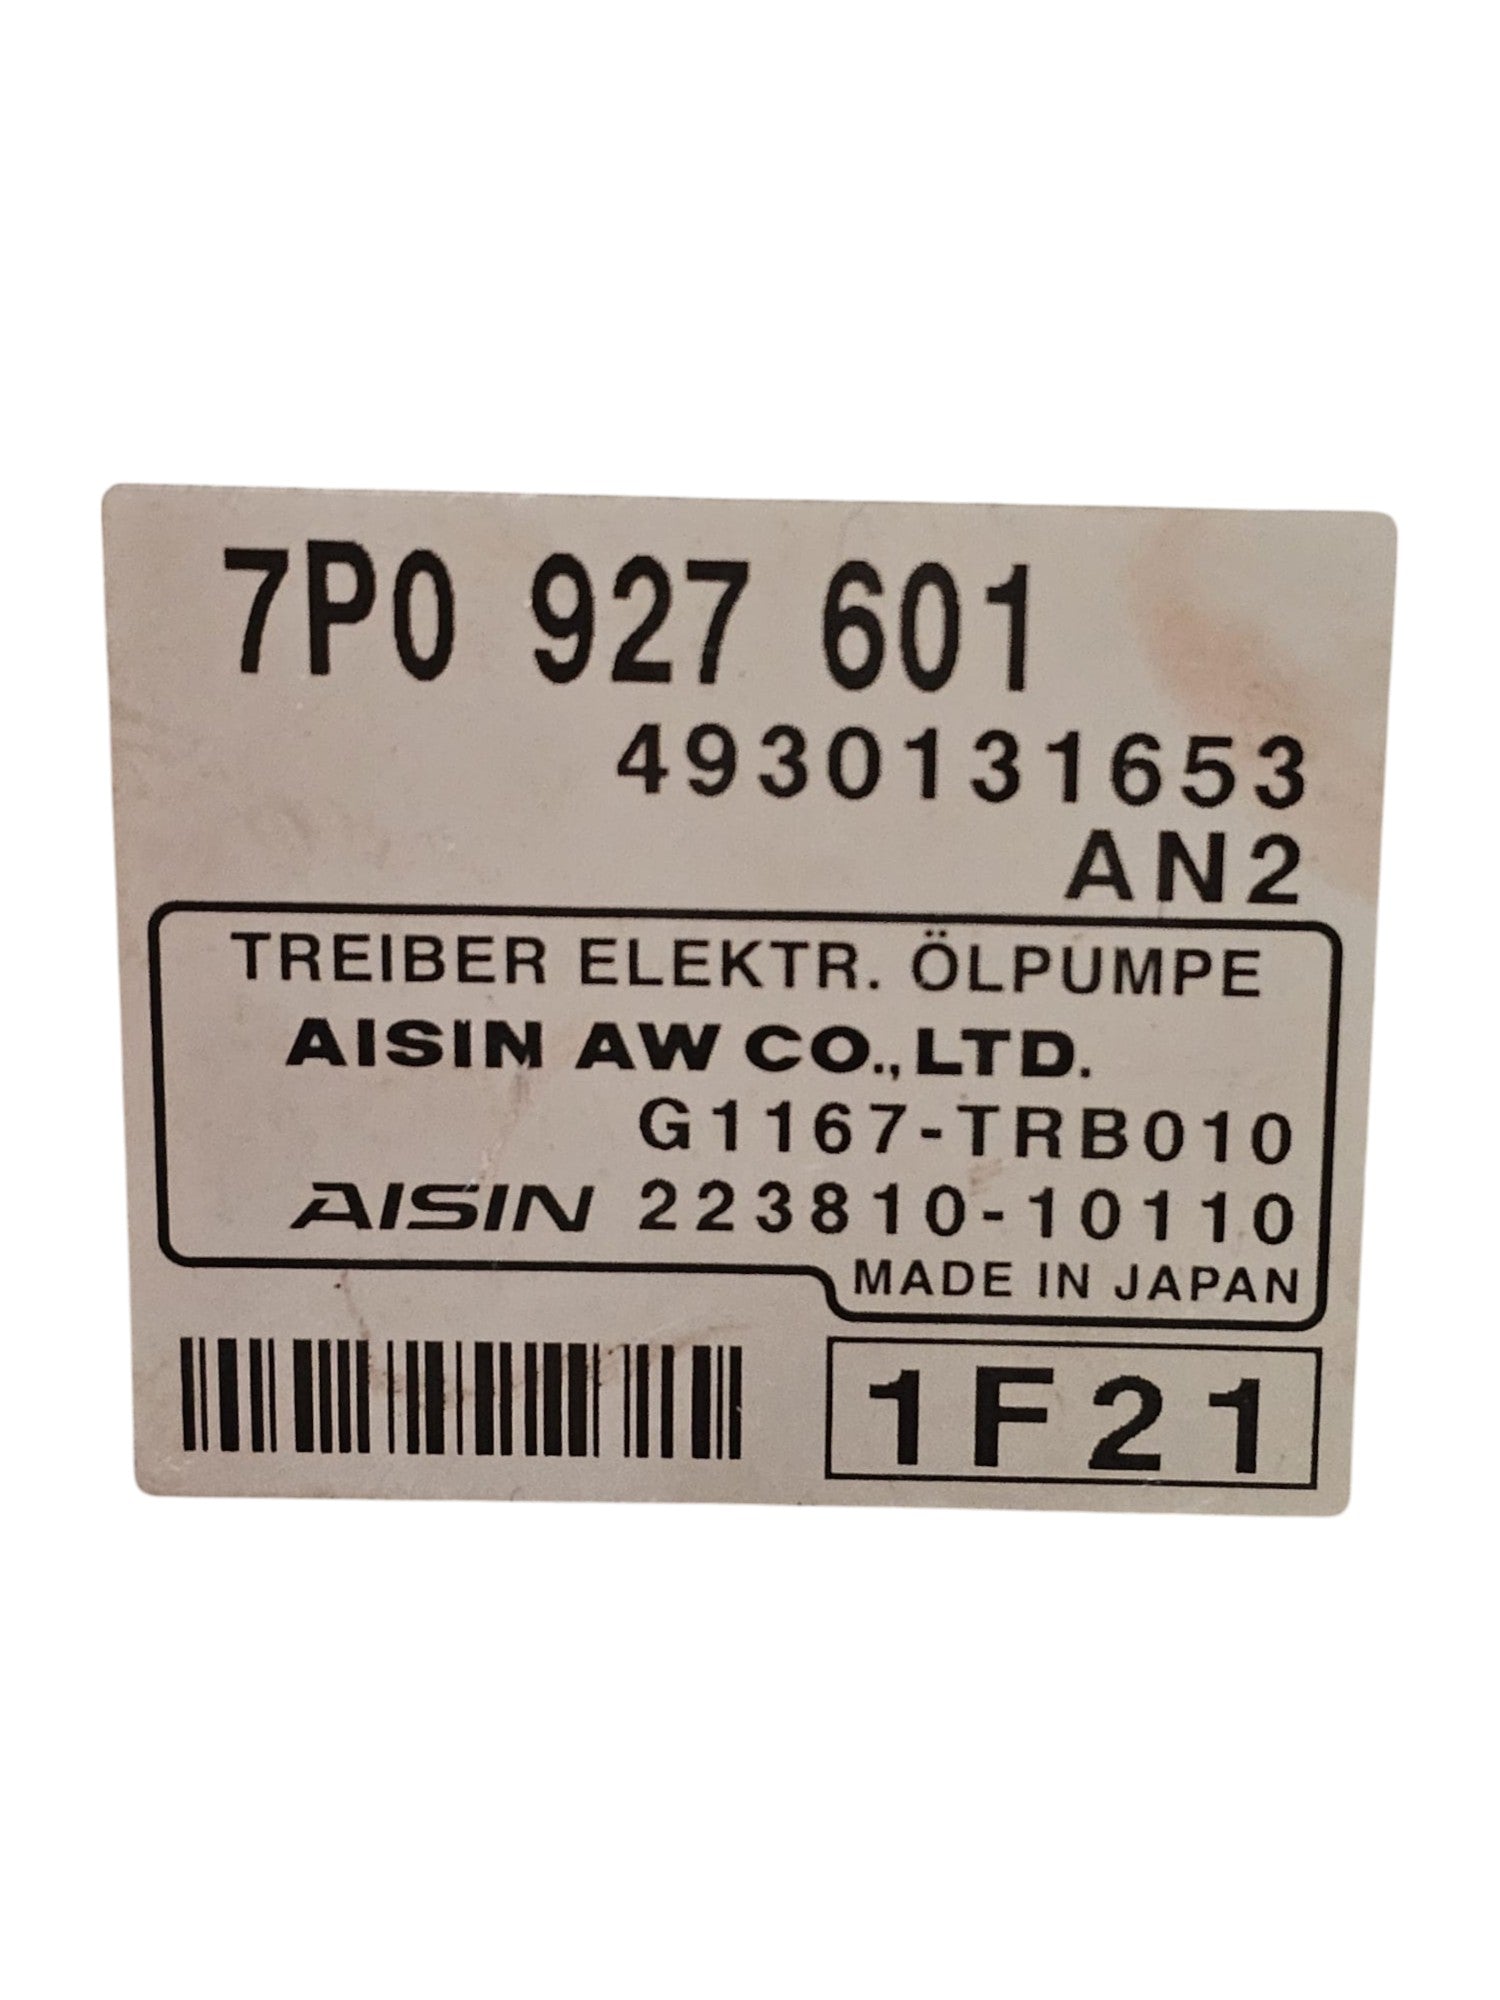 7P0 927 601
4930131653
AN2
TREIBER ELEKTR. ÖLPUMPE
AISIN AW CO.,LTD.
G1167-TRB010
AISIN 223810-10110
MADE IN JAPAN
1F21